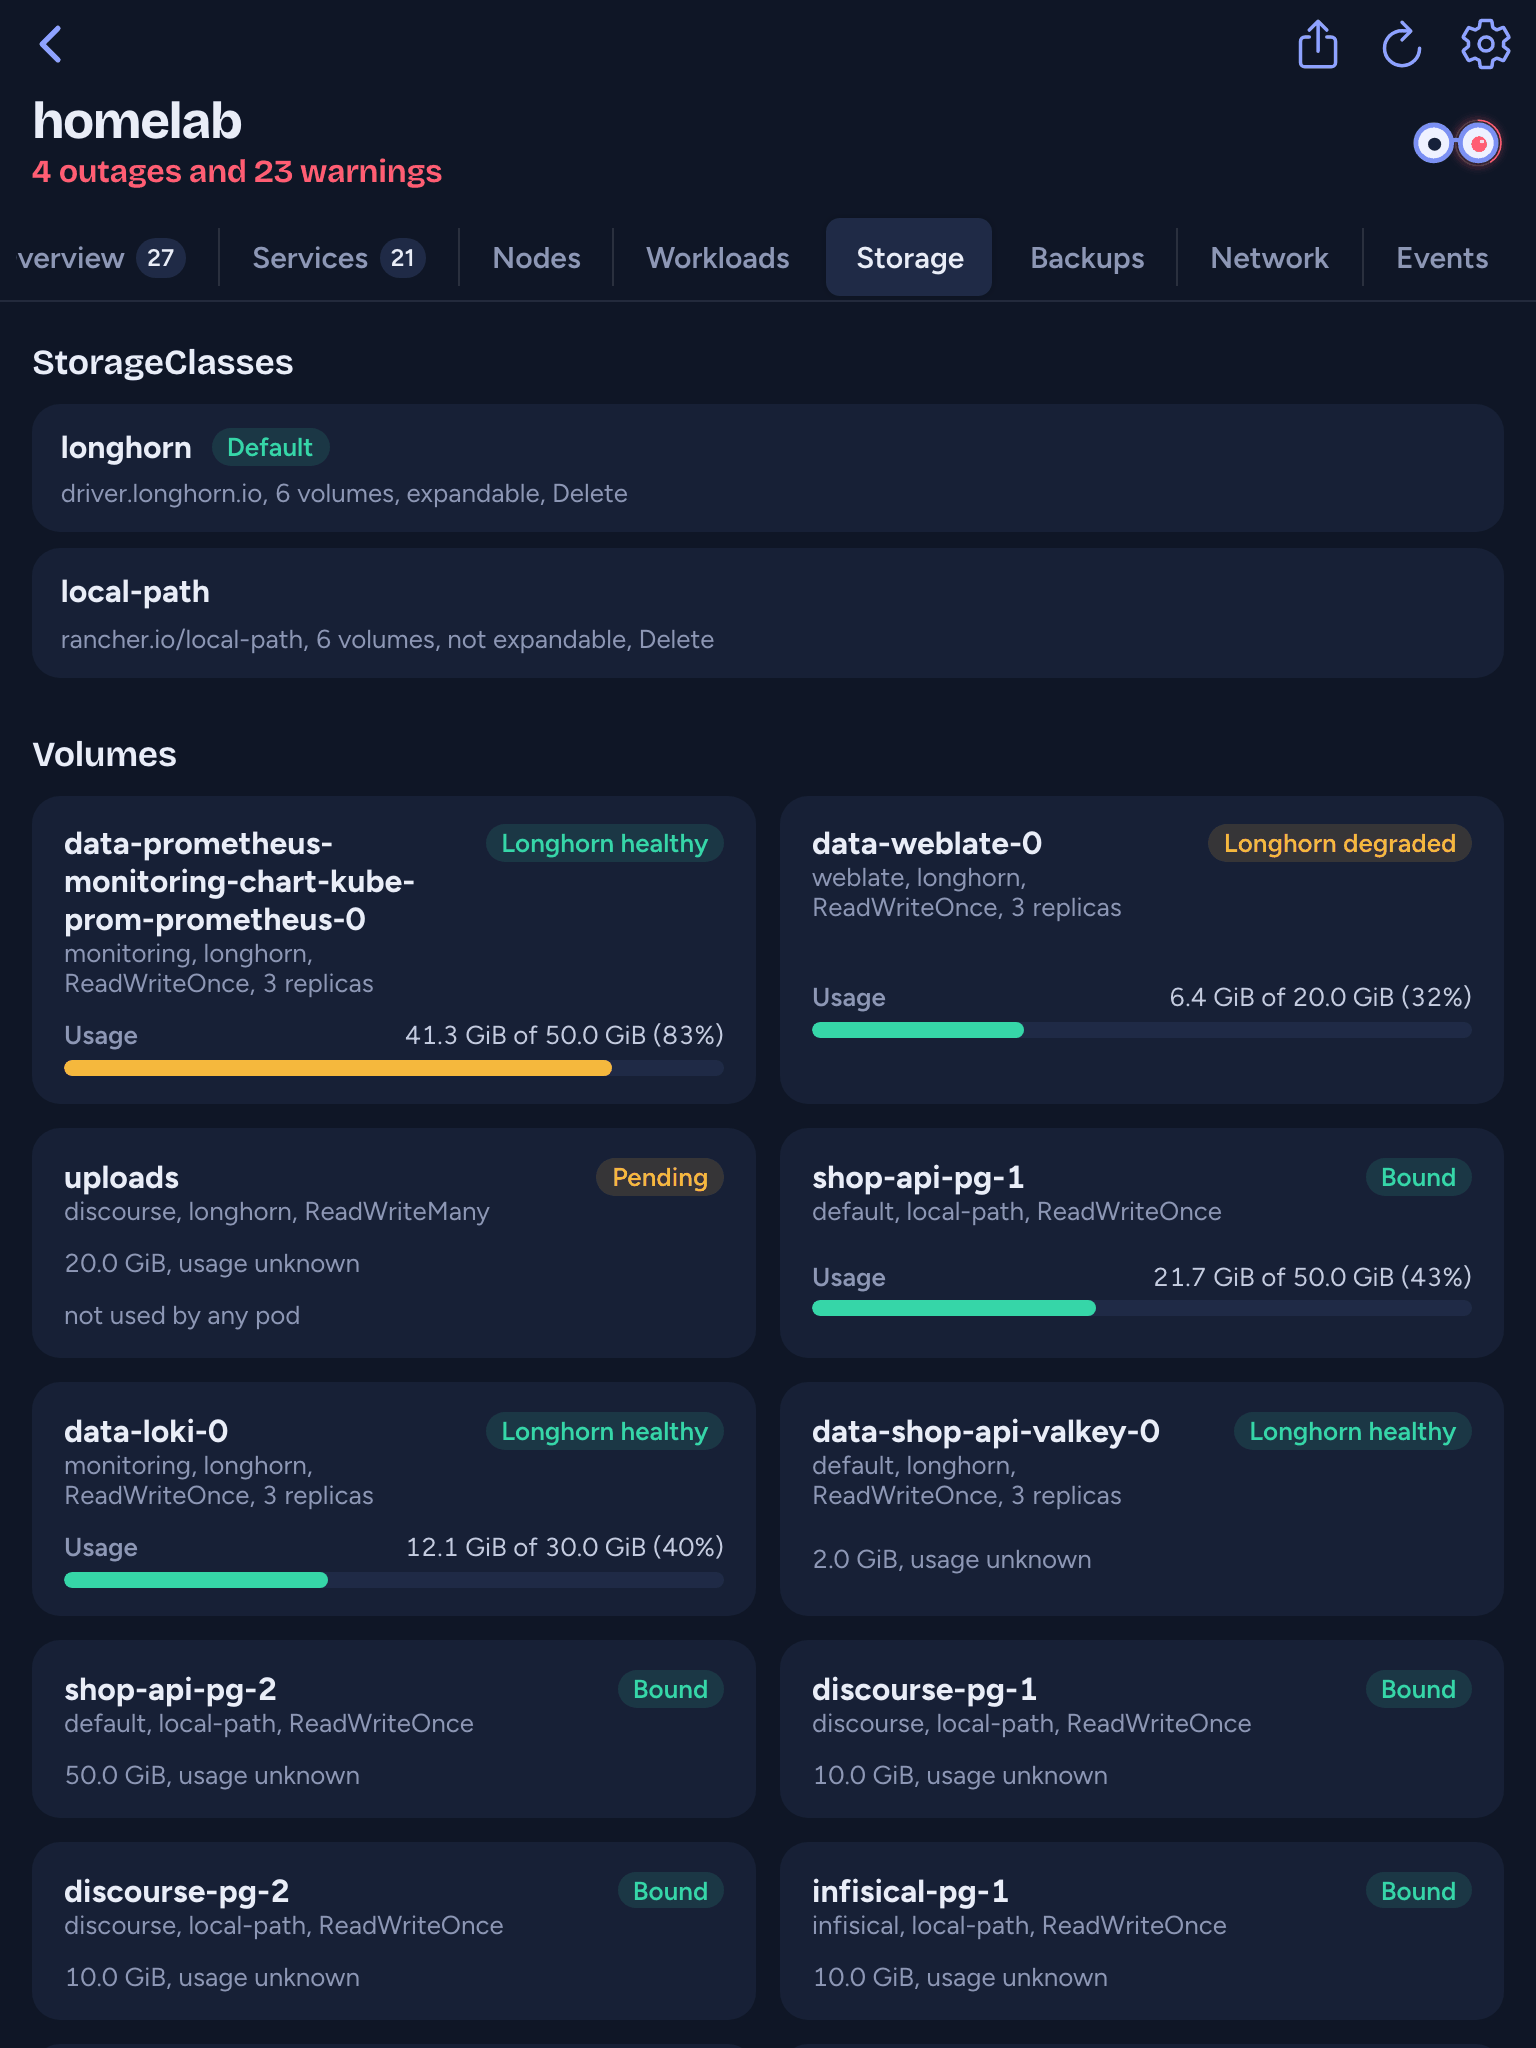 homelab
4 outages and 23 warnings
verview 27
Services 21
Nodes
Workloads
Storage
Backups
Network
Events
StorageClasses
longhorn Default
driver.longhorn.io, 6 volumes, expandable, Delete
local-path
rancher.io/local-path, 6 volumes, not expandable, Delete
Volumes
data-prometheus-
monitoring-chart-kube-
prom-prometheus-0
Longhorn healthy
monitoring, longhorn,
ReadWriteOnce, 3 replicas
Usage 41.3 GiB of 50.0 GiB (83%)
data-weblate-0 Longhorn degraded
weblate, longhorn,
ReadWriteOnce, 3 replicas
Usage 6.4 GiB of 20.0 GiB (32%)
uploads Pending
discourse, longhorn, ReadWriteMany
20.0 GiB, usage unknown
not used by any pod
shop-api-pg-1 Bound
default, local-path, ReadWriteOnce
Usage 21.7 GiB of 50.0 GiB (43%)
data-loki-0 Longhorn healthy
monitoring, longhorn,
ReadWriteOnce, 3 replicas
Usage 12.1 GiB of 30.0 GiB (40%)
data-shop-api-valkey-0 Longhorn healthy
default, longhorn,
ReadWriteOnce, 3 replicas
2.0 GiB, usage unknown
shop-api-pg-2 Bound
default, local-path, ReadWriteOnce
50.0 GiB, usage unknown
discourse-pg-1 Bound
discourse, local-path, ReadWriteOnce
10.0 GiB, usage unknown
discourse-pg-2 Bound
discourse, local-path, ReadWriteOnce
10.0 GiB, usage unknown
infisical-pg-1 Bound
infisical, local-path, ReadWriteOnce
10.0 GiB, usage unknown